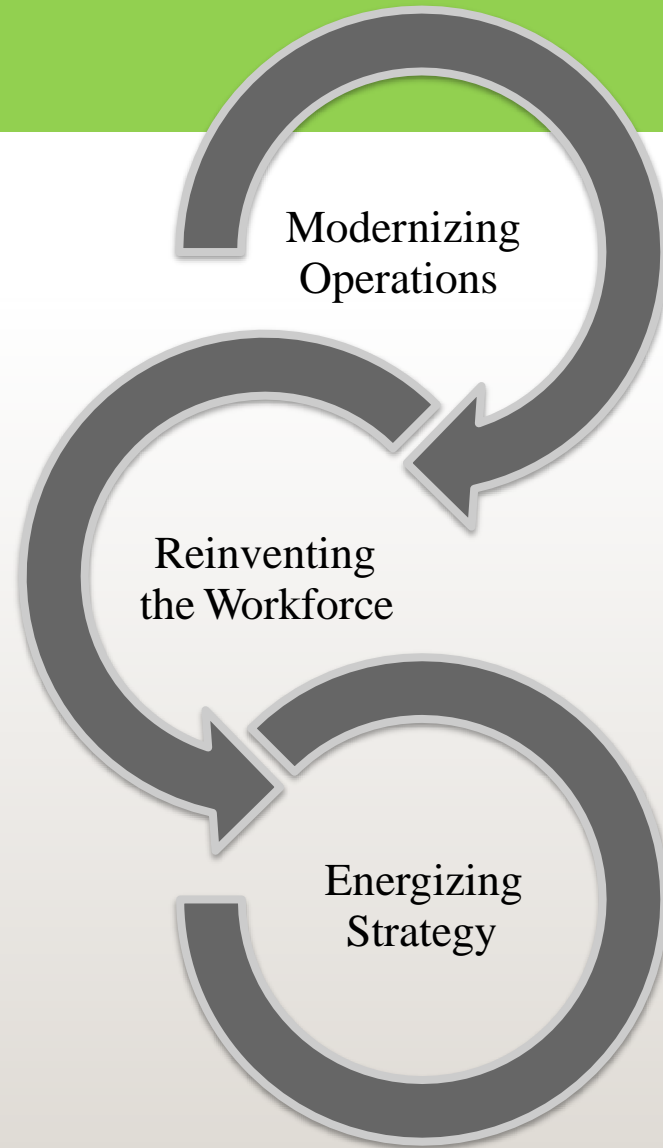 Modernizing
Operations
Reinventing
the Workforce
Energizing
Strategy